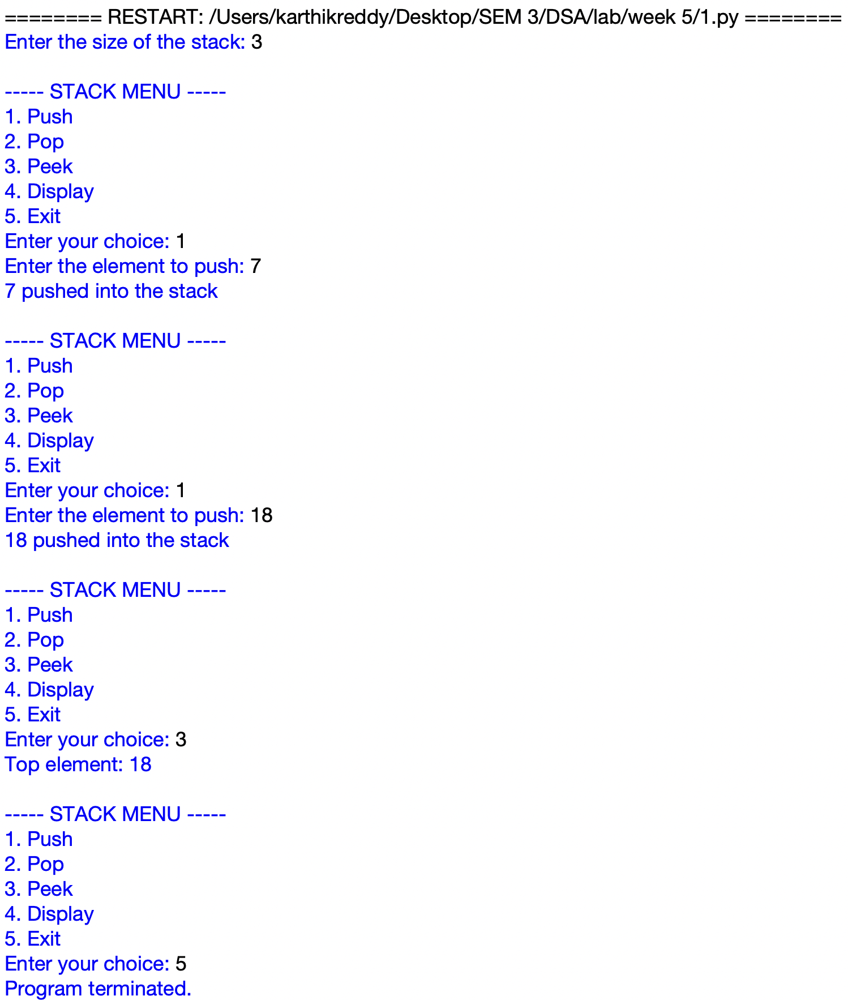 ======== RESTART: /Users/karthikreddy/Desktop/SEM 3/DSA/lab/week 5/1.py ========
Enter the size of the stack: 3

----- STACK MENU -----
1. Push
2. Pop
3. Peek
4. Display
5. Exit
Enter your choice: 1
Enter the element to push: 7
7 pushed into the stack

----- STACK MENU -----
1. Push
2. Pop
3. Peek
4. Display
5. Exit
Enter your choice: 1
Enter the element to push: 18
18 pushed into the stack

----- STACK MENU -----
1. Push
2. Pop
3. Peek
4. Display
5. Exit
Enter your choice: 3
Top element: 18

----- STACK MENU -----
1. Push
2. Pop
3. Peek
4. Display
5. Exit
Enter your choice: 5
Program terminated.